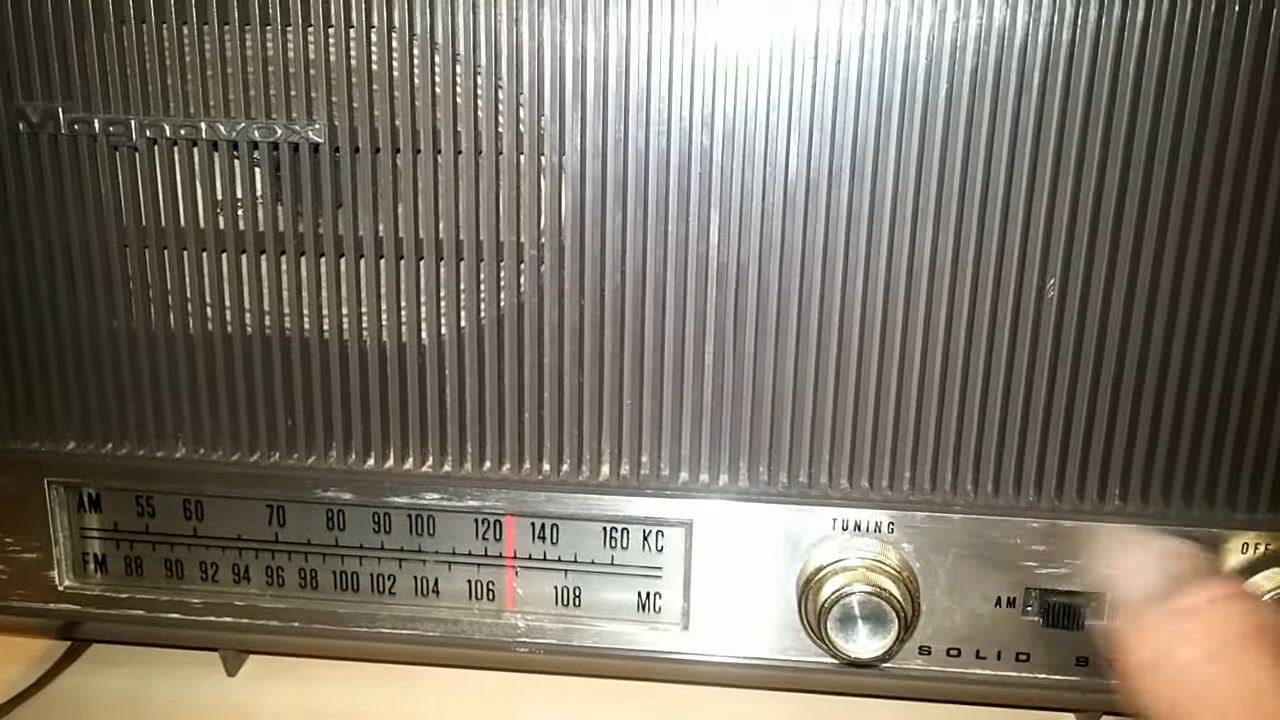 Magnavox
AM 55 60 70 80 90 100 120 140 160 KC
FM 88 90 92 94 96 98 100 102 104 106 108 MC
TUNING
OFF
AM
SOLID S